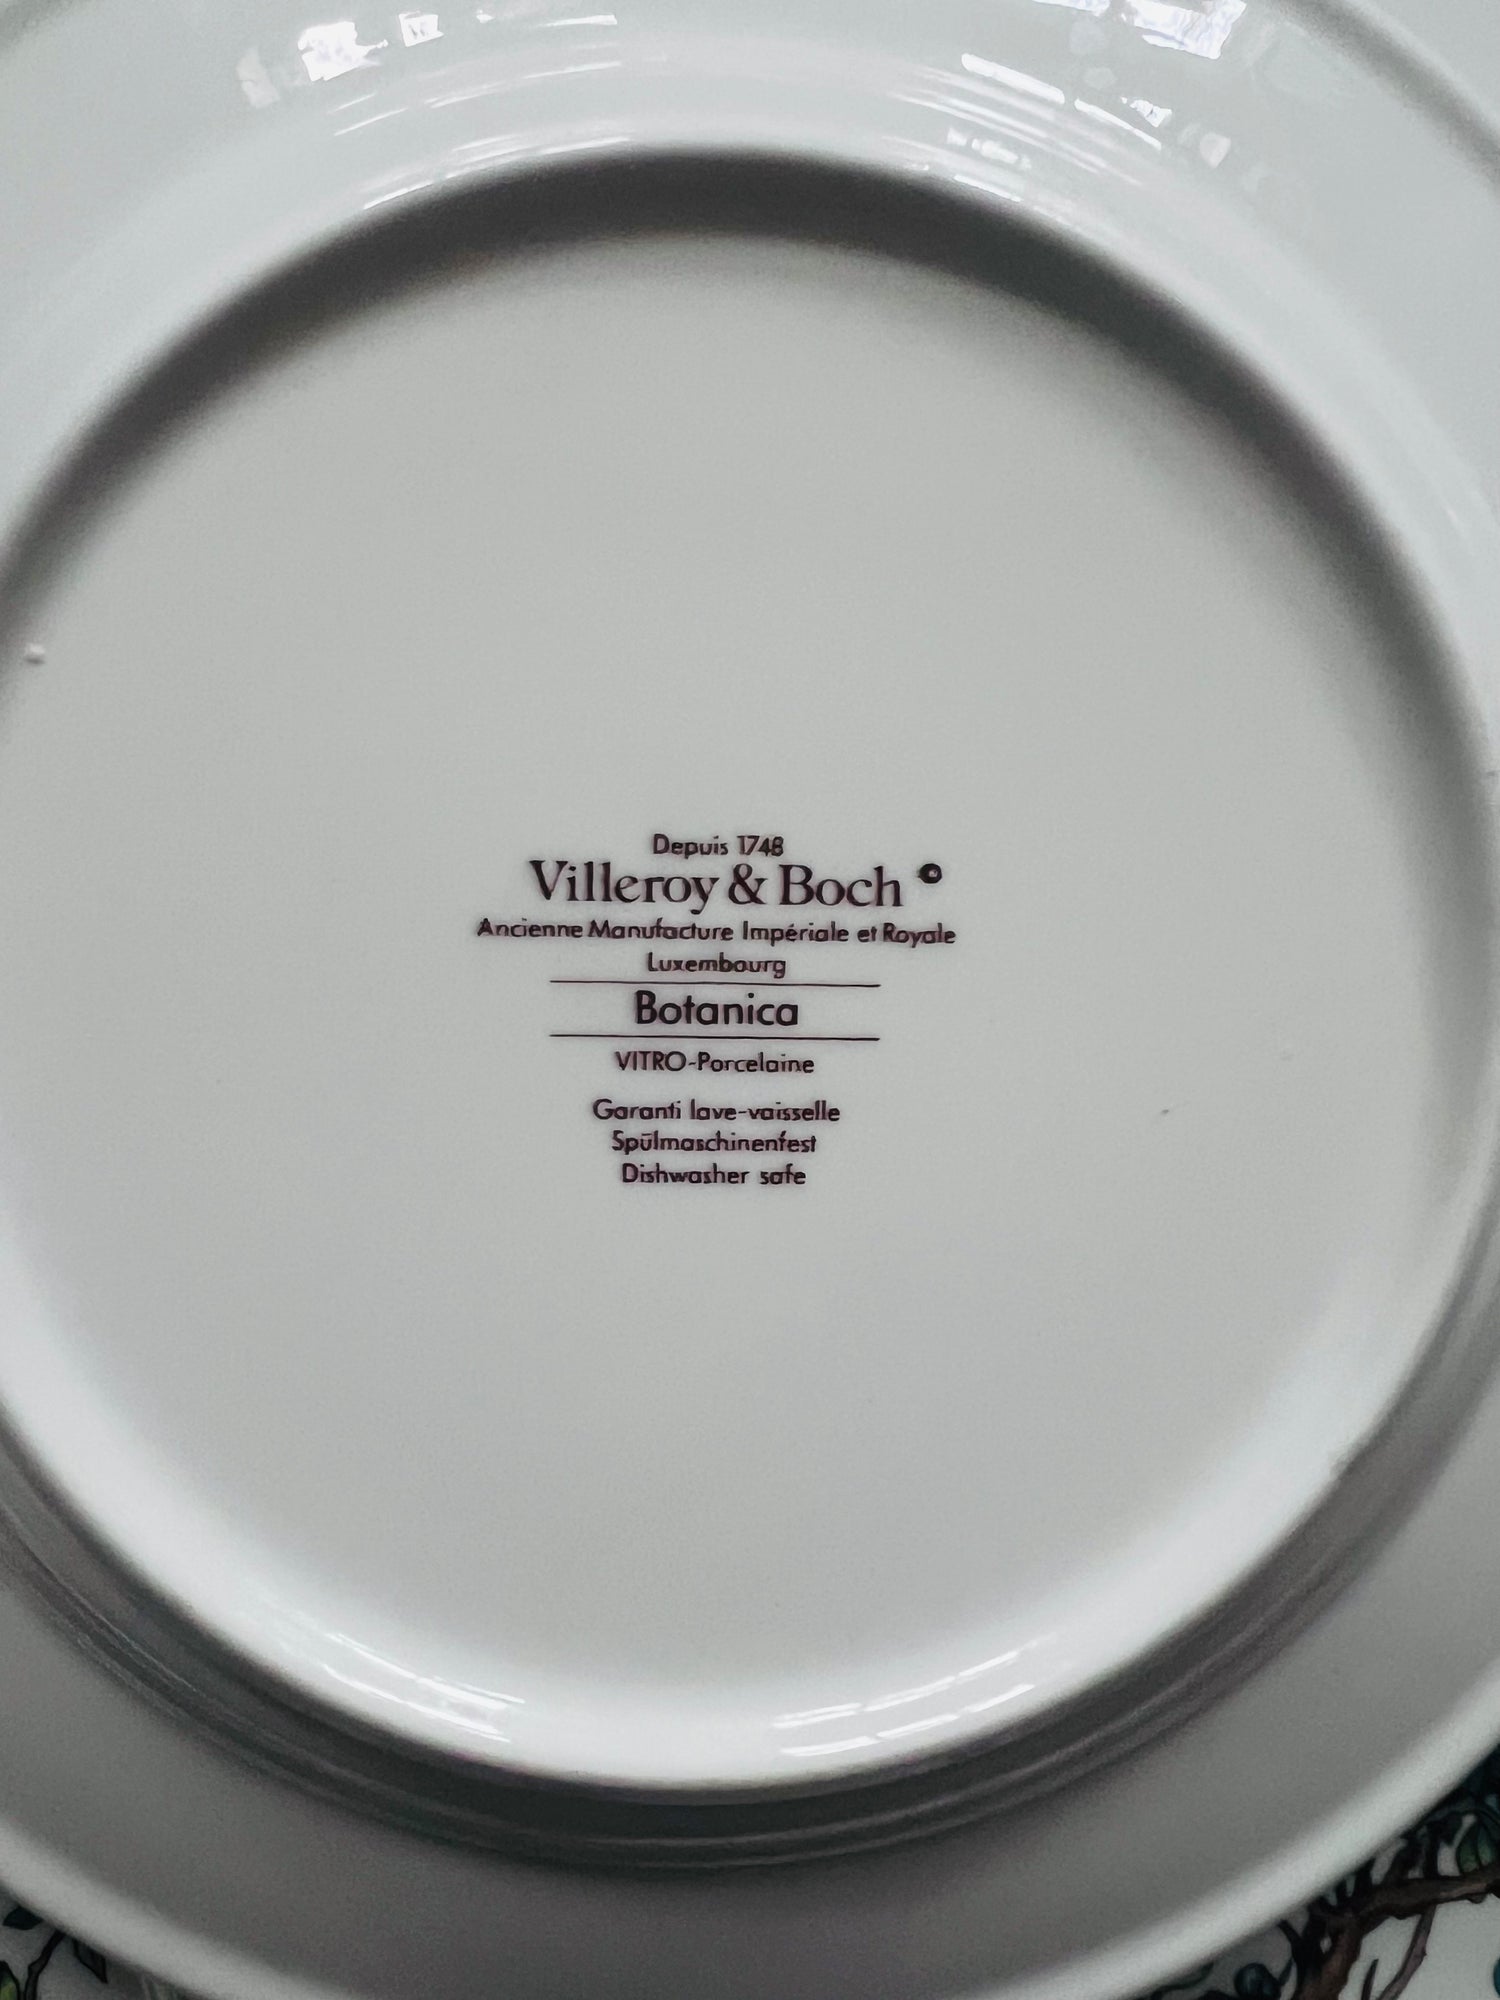 Depuis 1748
Villeroy & Boch ©
Ancienne Manufacture Impériale et Royale
Luxembourg
Botanica
VITRO-Porcelaine
Garanti lave-vaisselle
Spülmaschinenfest
Dishwasher safe